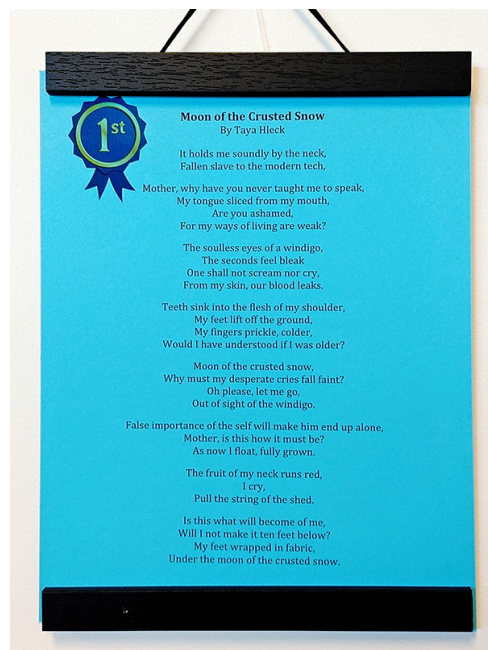 1st
Moon of the Crusted Snow
By Taya Hleck
It holds me soundly by the neck,
Fallen slave to the modern tech,
Mother, why have you never taught me to speak,
My tongue sliced from my mouth,
Are you ashamed,
For my ways of living are weak?
The soulless eyes of a windigo,
The seconds feel bleak
One shall not scream nor cry,
From my skin, our blood leaks.
Teeth sink into the flesh of my shoulder,
My feet lift off the ground,
My fingers prickle, colder,
Would I have understood if I was older?
Moon of the crusted snow,
Why must my desperate cries fall faint?
Oh please, let me go,
Out of sight of the windigo.
False importance of the self will make him end up alone,
Mother, is this how it must be?
As now I float, fully grown.
The fruit of my neck runs red,
I cry,
Pull the string of the shed.
Is this what will become of me,
Will I not make it ten feet below?
My feet wrapped in fabric,
Under the moon of the crusted snow.